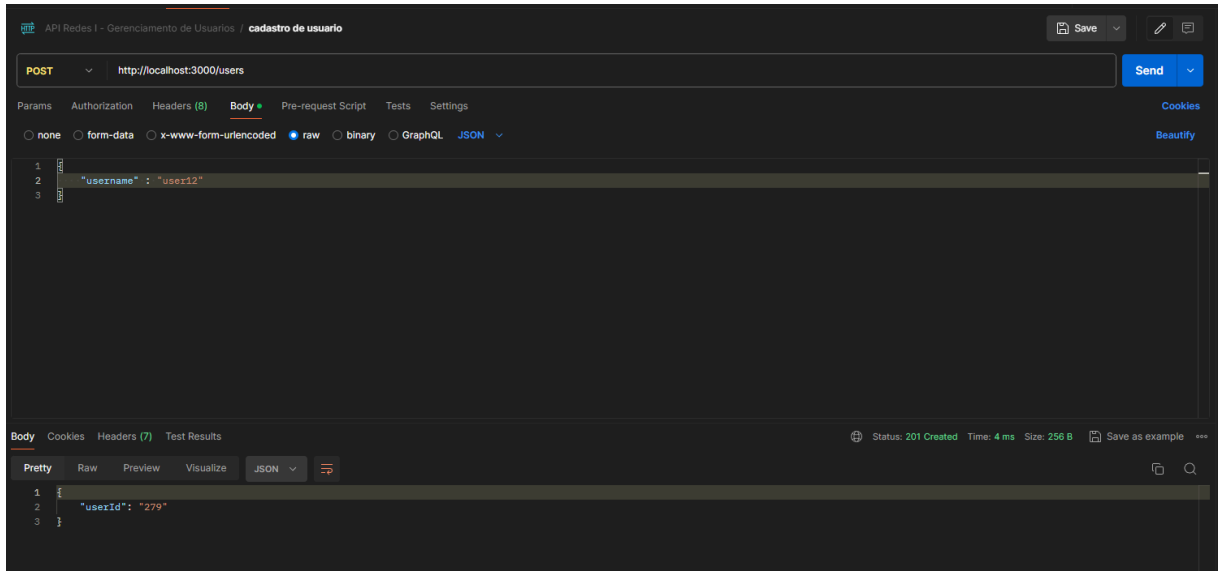 HTTP API Redes I - Gerenciamento de Usuarios / cadastro de usuario Save
POST http://localhost:3000/users Send
Params Authorization Headers (8) Body Pre-request Script Tests Settings Cookies
none form-data x-www-form-urlencoded raw binary GraphQL JSON Beautify
1 {
2 "username" : "user12"
3 }
Body Cookies Headers (7) Test Results Status: 201 Created Time: 4 ms Size: 256 B Save as example
Pretty Raw Preview Visualize JSON
1 {
2 "userId": "279"
3 }